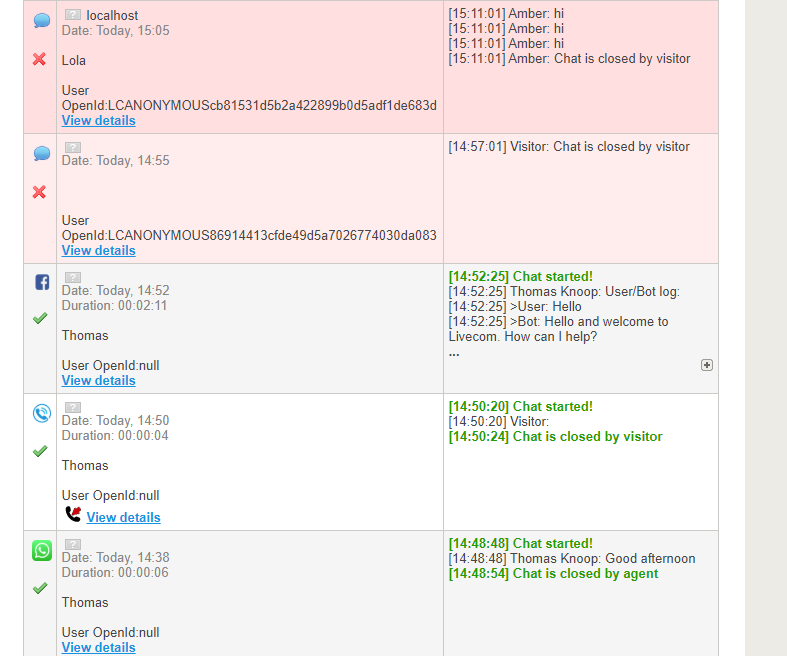 localhost
Date: Today, 15:05
Lola
User
OpenId:LCANONYMOUScb81531d5b2a422899b0d5adf1de683d
View details
[15:11:01] Amber: hi
[15:11:01] Amber: hi
[15:11:01] Amber: hi
[15:11:01] Amber: Chat is closed by visitor
?
Date: Today, 14:55
User
OpenId:LCANONYMOUS86914413cfde49d5a7026774030da083
View details
[14:57:01] Visitor: Chat is closed by visitor
?
Date: Today, 14:52
Duration: 00:02:11
Thomas
User OpenId:null
View details
[14:52:25] Chat started!
[14:52:25] Thomas Knoop: User/Bot log:
[14:52:25] >User: Hello
[14:52:25] >Bot: Hello and welcome to
Livecom. How can I help?
...
?
Date: Today, 14:50
Duration: 00:00:04
Thomas
User OpenId:null
View details
[14:50:20] Chat started!
[14:50:20] Visitor:
[14:50:24] Chat is closed by visitor
?
Date: Today, 14:38
Duration: 00:00:06
Thomas
User OpenId:null
View details
[14:48:48] Chat started!
[14:48:48] Thomas Knoop: Good afternoon
[14:48:54] Chat is closed by agent